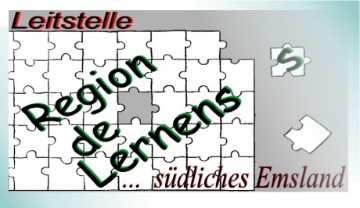 Leitstelle
Region
de s
Lernens
... südliches Emsland